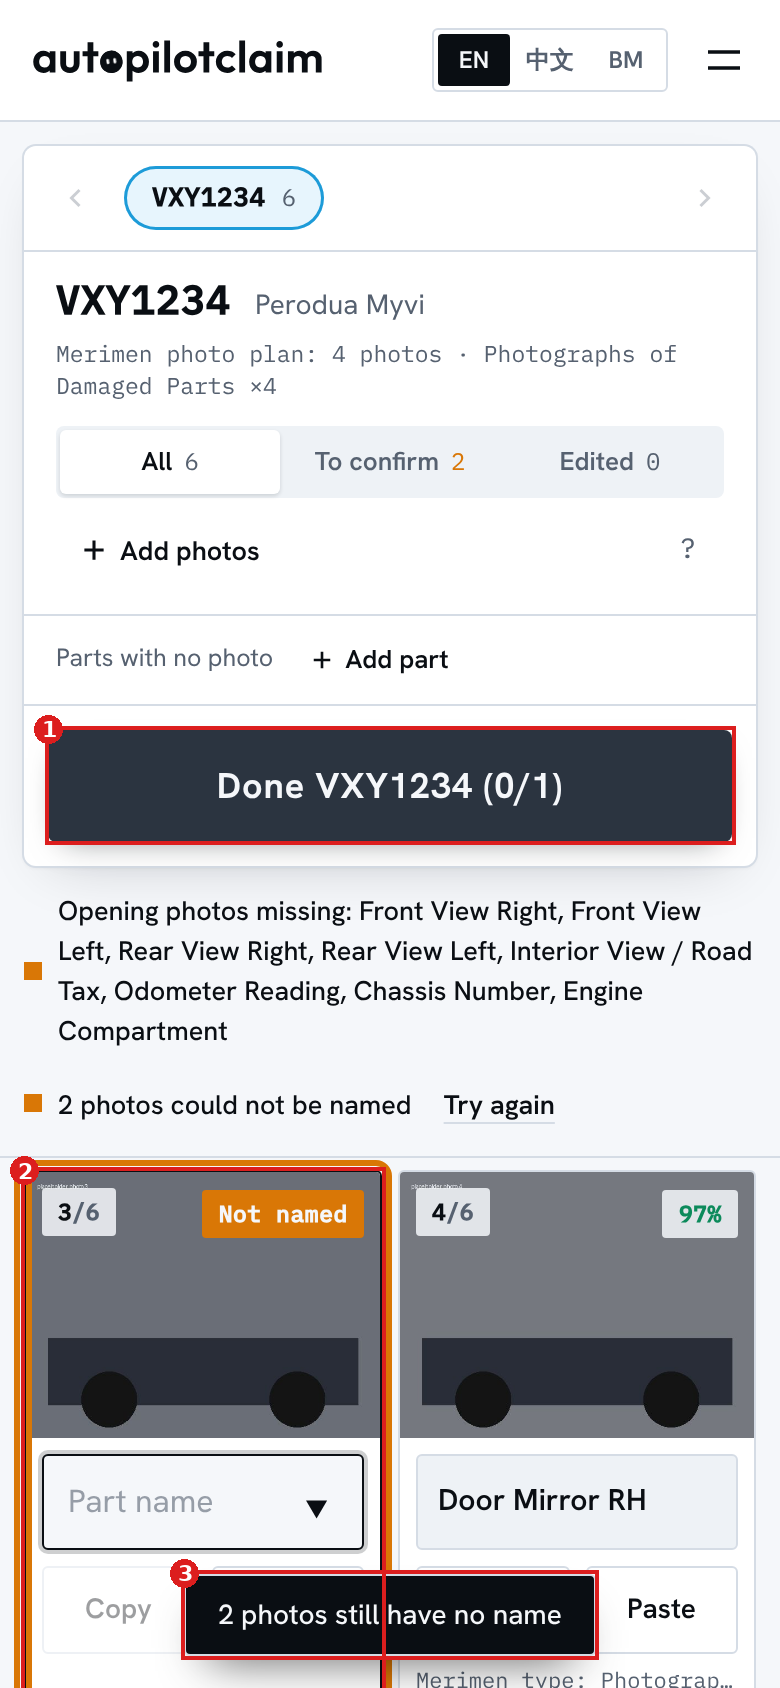 autopilotclaim
EN 中文 BM
VXY1234 6
VXY1234 Perodua Myvi
Merimen photo plan: 4 photos · Photographs of
Damaged Parts ×4
All 6 To confirm 2 Edited 0
+ Add photos ?
Parts with no photo + Add part
1
Done VXY1234 (0/1)
Opening photos missing: Front View Right, Front View
Left, Rear View Right, Rear View Left, Interior View / Road
Tax, Odometer Reading, Chassis Number, Engine
Compartment
2 photos could not be named Try again
2
3/6 Not named 4/6 97%
Part name Door Mirror RH
Copy Paste
3
2 photos still have no name
Merimen type: Photograp…